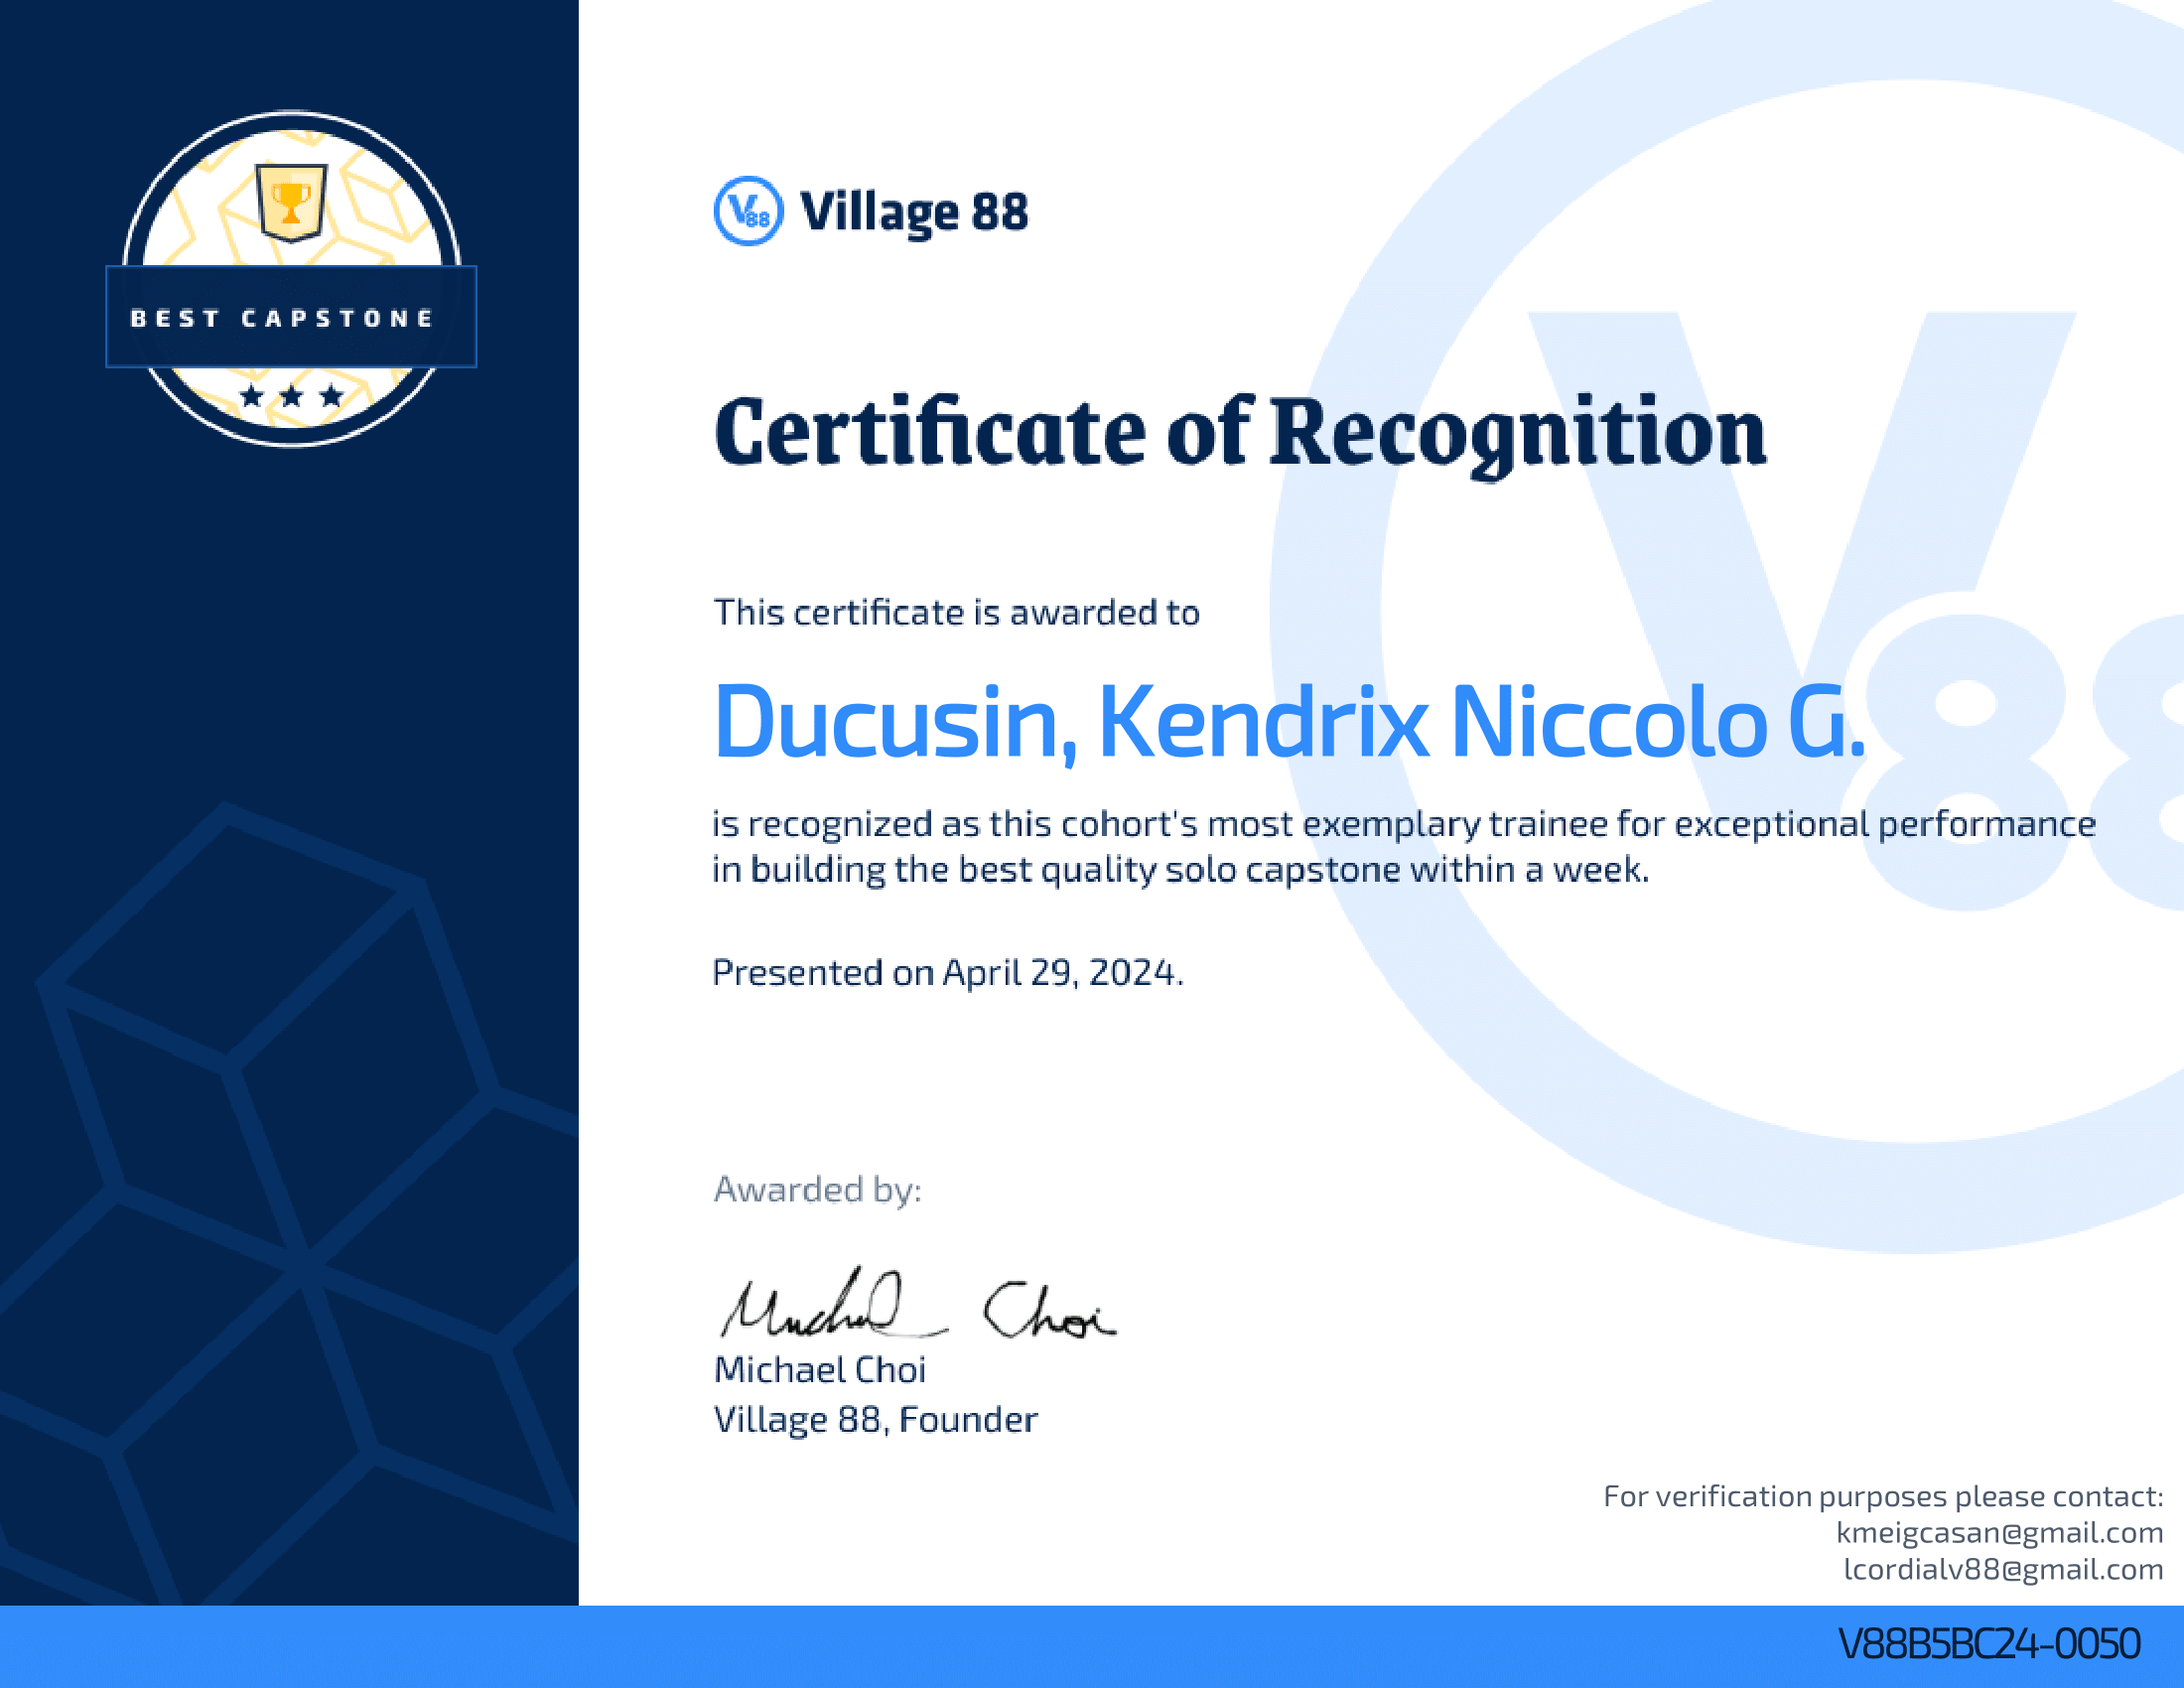 BEST CAPSTONE
V88 Village 88
Certificate of Recognition
This certificate is awarded to
Ducusin, Kendrix Niccolo G.
is recognized as this cohort's most exemplary trainee for exceptional performance
in building the best quality solo capstone within a week.
Presented on April 29, 2024.
Awarded by:
Michael Choi
Michael Choi
Village 88, Founder
For verification purposes please contact:
kmeigcasan@gmail.com
lcordialv88@gmail.com
V88B5BC24-0050
V88